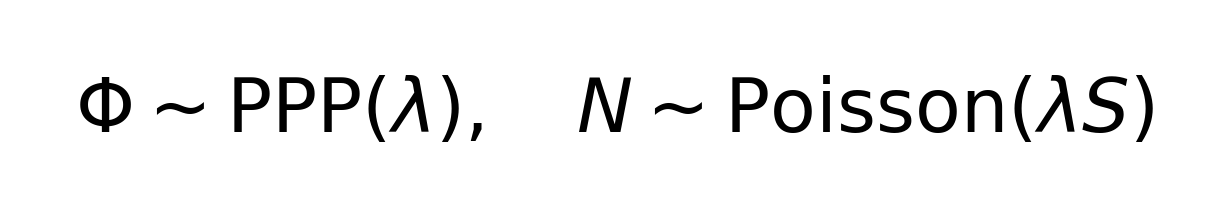 Φ ~ PPP(λ), N ~ Poisson(λS)